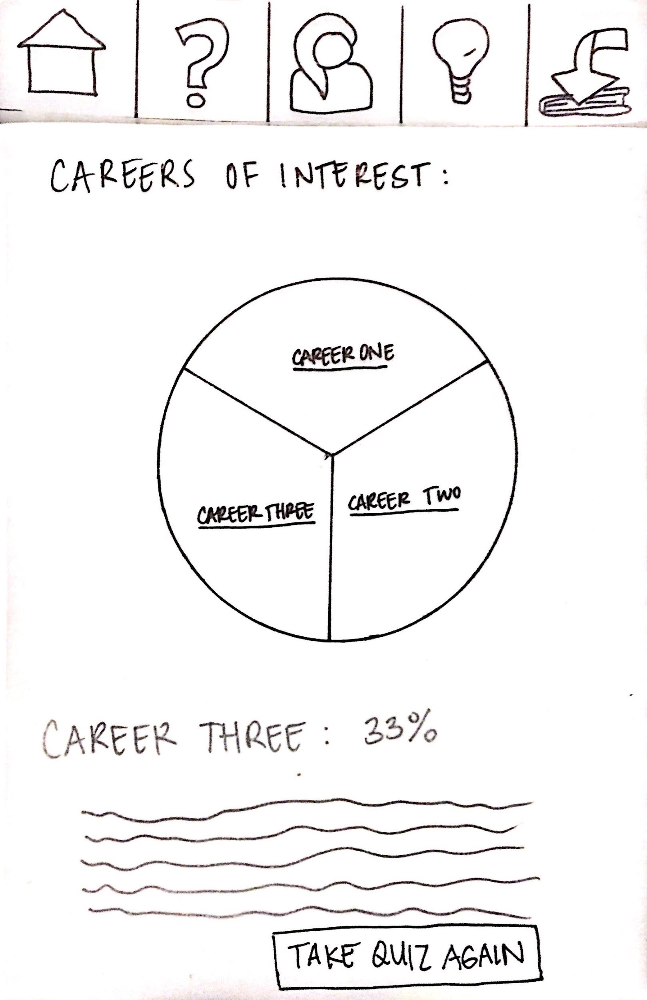 CAREERS OF INTEREST:
CAREER ONE
CAREER TWO
CAREER THREE
CAREER THREE: 33%
TAKE QUIZ AGAIN